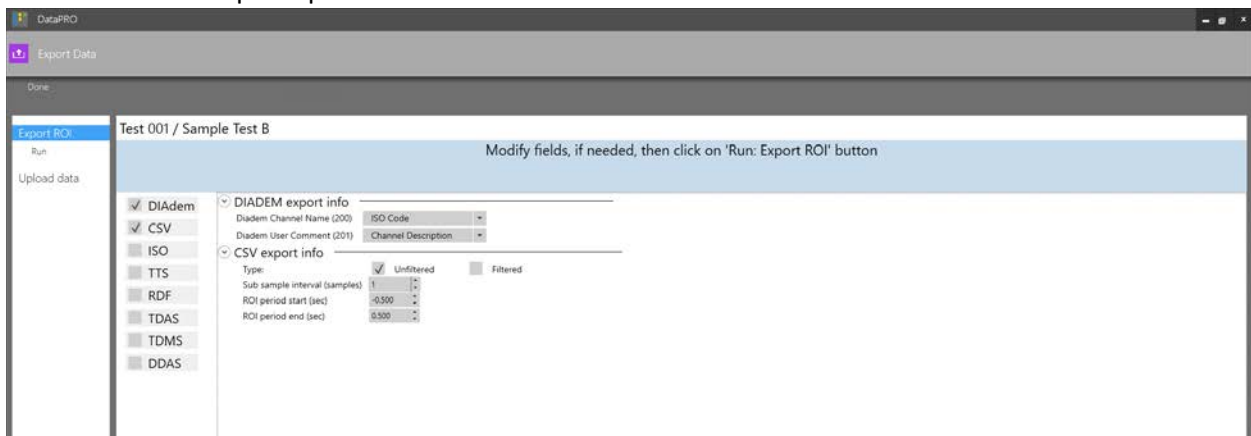 DataPRO
Export Data
Done
Export ROI
Run
Upload data
Test 001 / Sample Test B
Modify fields, if needed, then click on 'Run: Export ROI' button
DIAdem
CSV
ISO
TTS
RDF
TDAS
TDMS
DDAS
DIADEM export info
Diadem Channel Name (200) ISO Code
Diadem User Comment (201) Channel Description
CSV export info
Type: Unfiltered Filtered
Sub sample interval (samples) 1
ROI period start (sec) -0.500
ROI period end (sec) 0.500